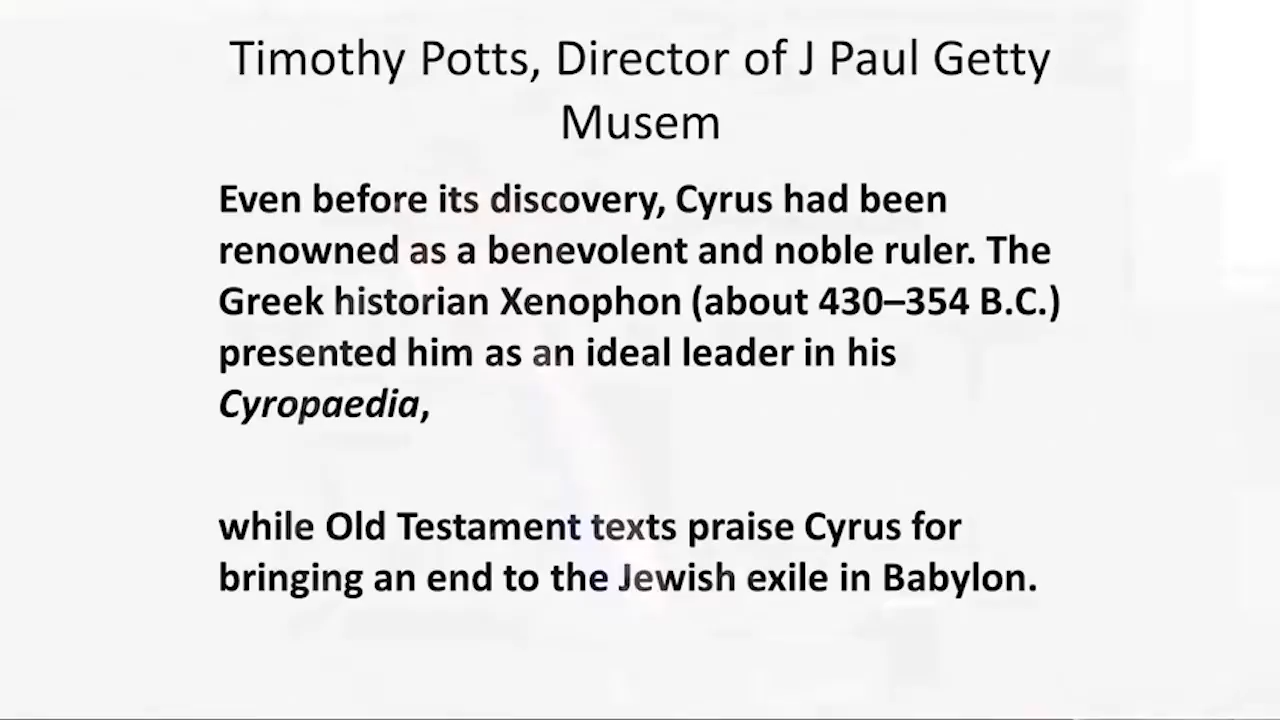 Timothy Potts, Director of J Paul Getty
Musem
Even before its discovery, Cyrus had been
renowned as a benevolent and noble ruler. The
Greek historian Xenophon (about 430–354 B.C.)
presented him as an ideal leader in his
Cyropaedia,
while Old Testament texts praise Cyrus for
bringing an end to the Jewish exile in Babylon.